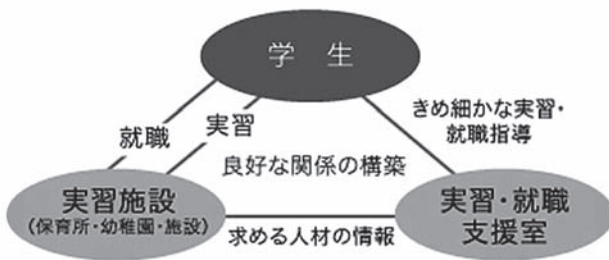 学 生
就職
実習
きめ細かな実習・
就職指導
良好な関係の構築
実習施設
(保育所・幼稚園・施設)
実習・就職
支援室
求める人材の情報